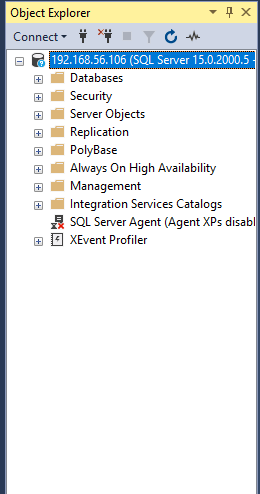 Object Explorer
Connect
192.168.56.106 (SQL Server 15.0.2000.5 -
Databases
Security
Server Objects
Replication
PolyBase
Always On High Availability
Management
Integration Services Catalogs
SQL Server Agent (Agent XPs disabl
XEvent Profiler